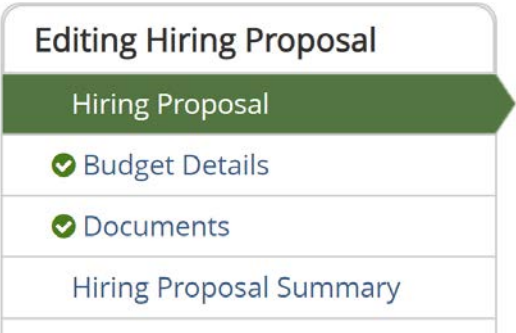 Editing Hiring Proposal
Hiring Proposal
Budget Details
Documents
Hiring Proposal Summary